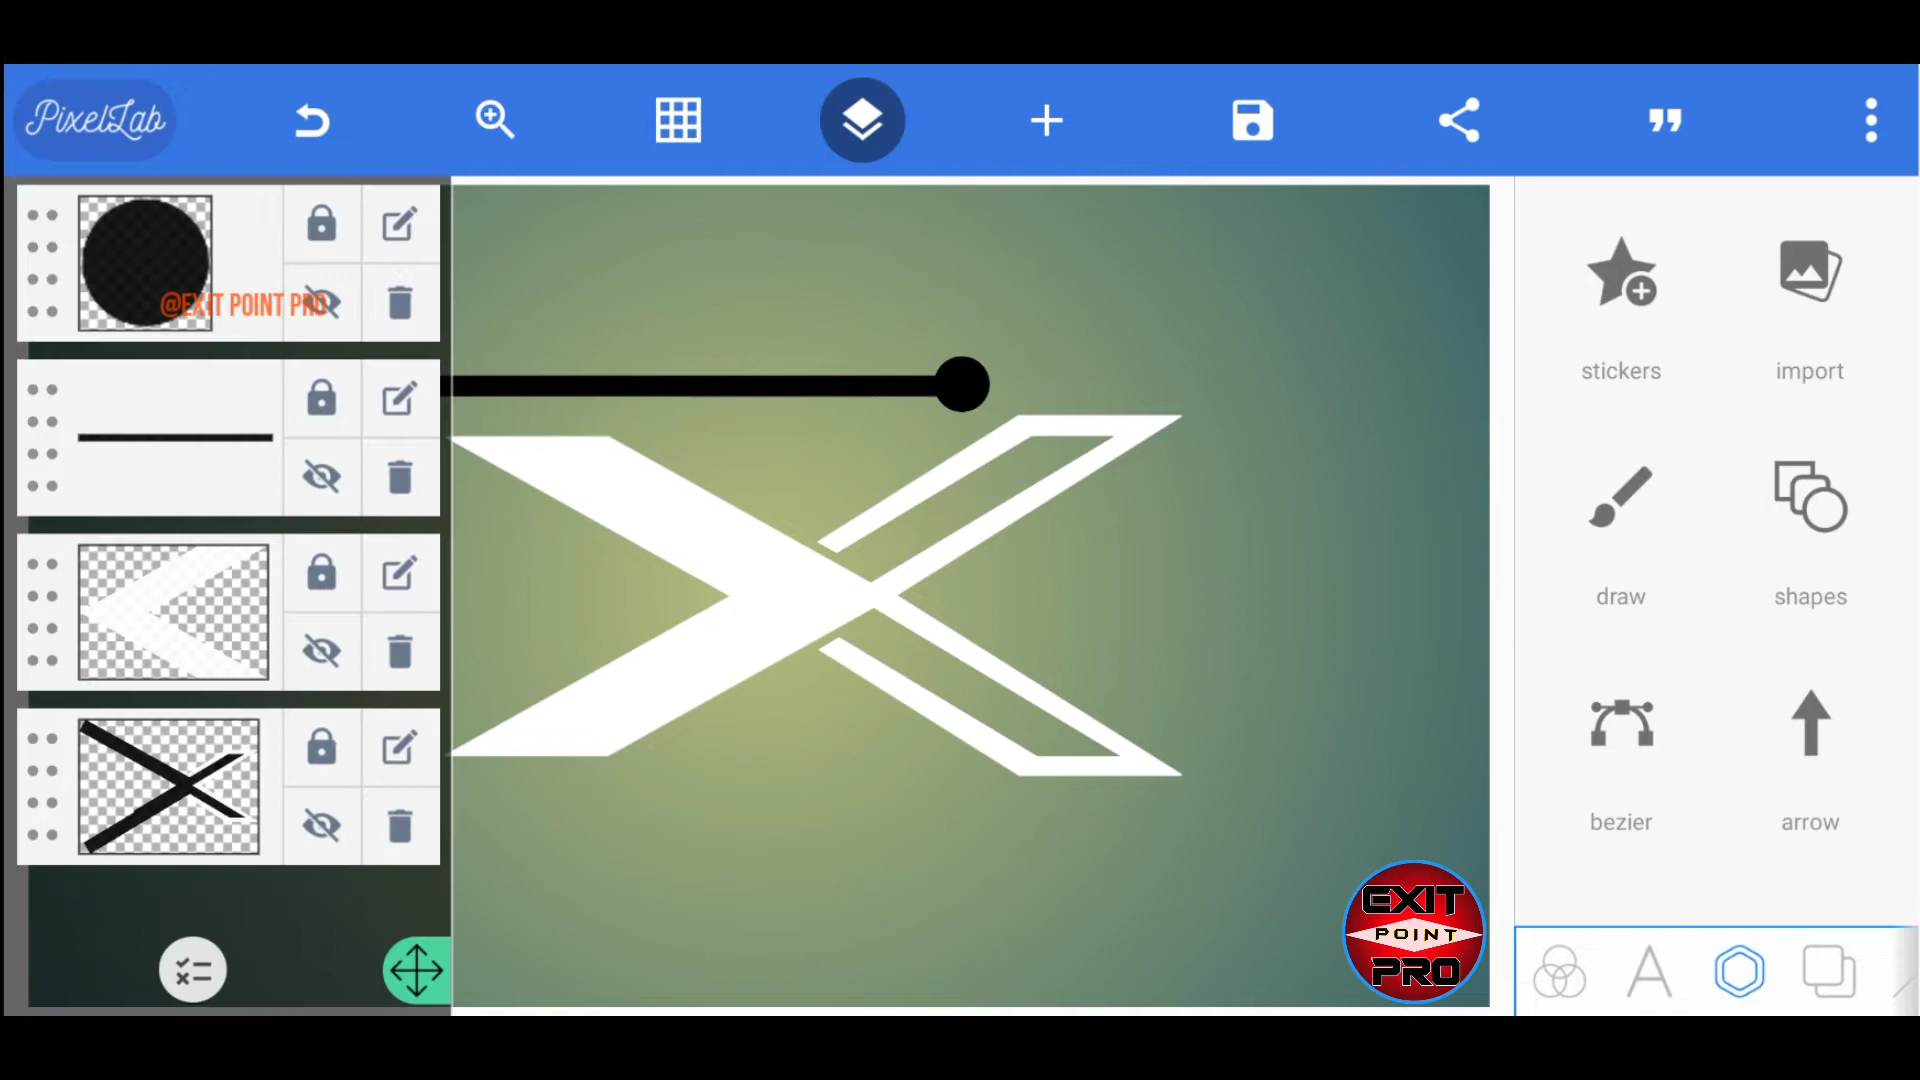 PixelLab
@EXIT POINT PRO
stickers
import
draw
shapes
bezier
arrow
EXIT
POINT
PRO